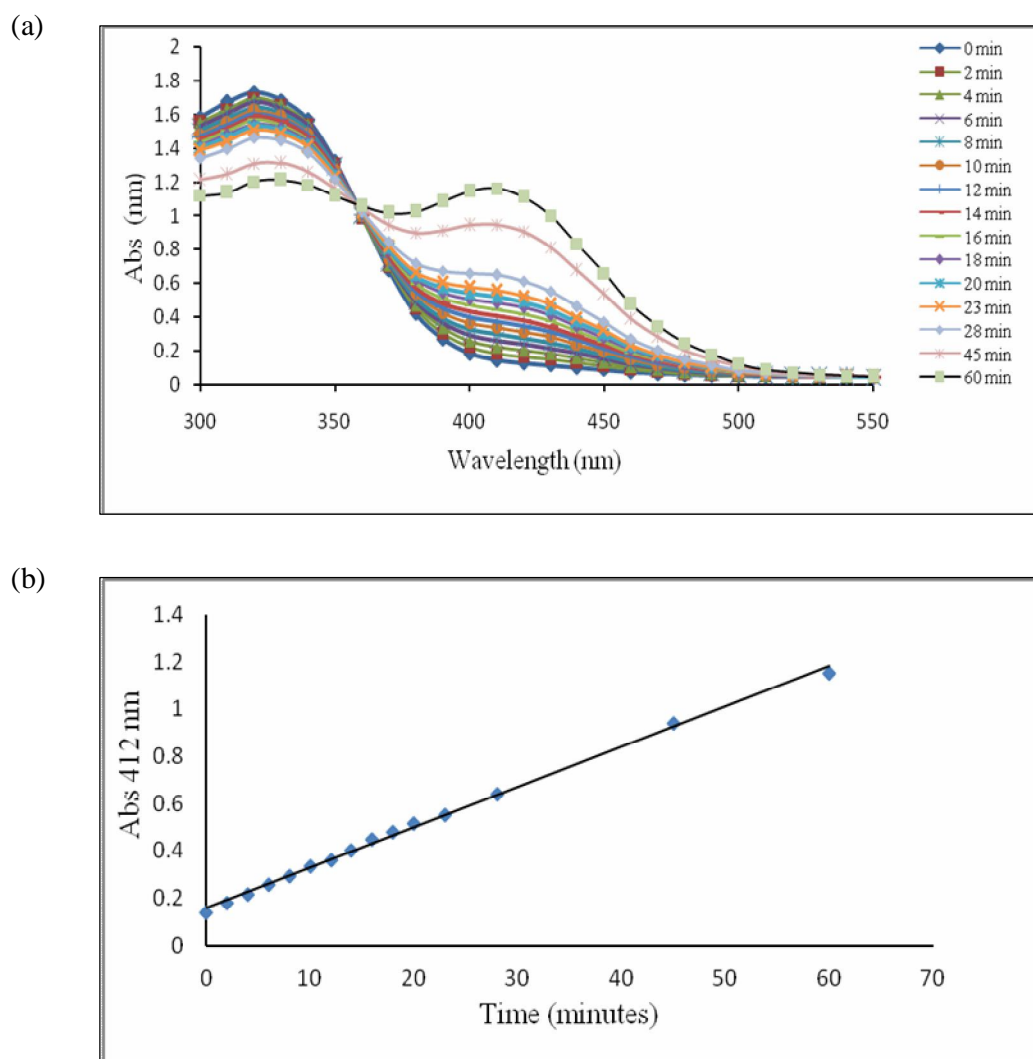 (a)
2
1.8
1.6
1.4
1.2
1
0.8
0.6
0.4
0.2
0
Abs (nm)
300 350 400 450 500 550
Wavelength (nm)
0 min
2 min
4 min
6 min
8 min
10 min
12 min
14 min
16 min
18 min
20 min
23 min
28 min
45 min
60 min
(b)
1.4
1.2
1
0.8
0.6
0.4
0.2
0
Abs 412 nm
0 10 20 30 40 50 60 70
Time (minutes)